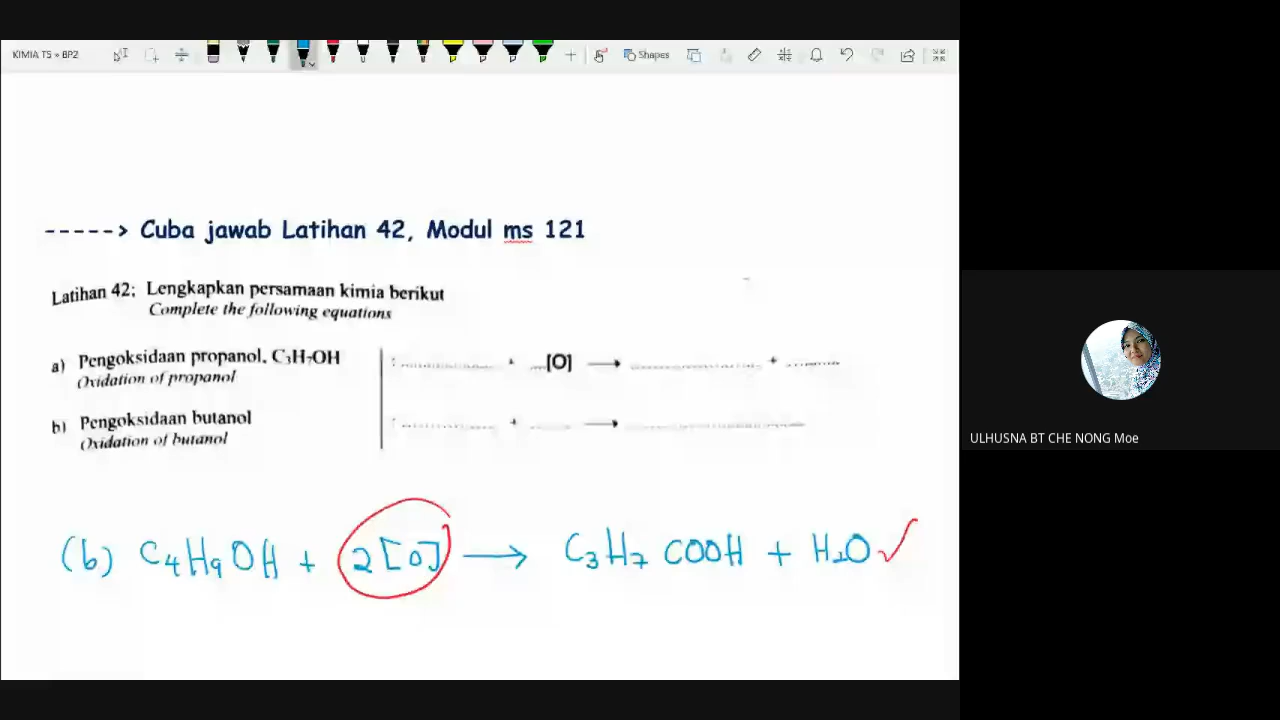 KIMIA T5 » BP2
Shapes
-----> Cuba jawab Latihan 42, Modul ms 121
Latihan 42; Lengkapkan persamaan kimia berikut
Complete the following equations
a) Pengoksidaan propanol, C₃H₇OH : .................... + ....[O] → .......................... + ...........
Oxidation of propanol
b) Pengoksidaan butanol : .................... + ......... → ...................................
Oxidation of butanol
(b) C₄H₉OH + 2[O] → C₃H₇COOH + H₂O ✓
ULHUSNA BT CHE NONG Moe